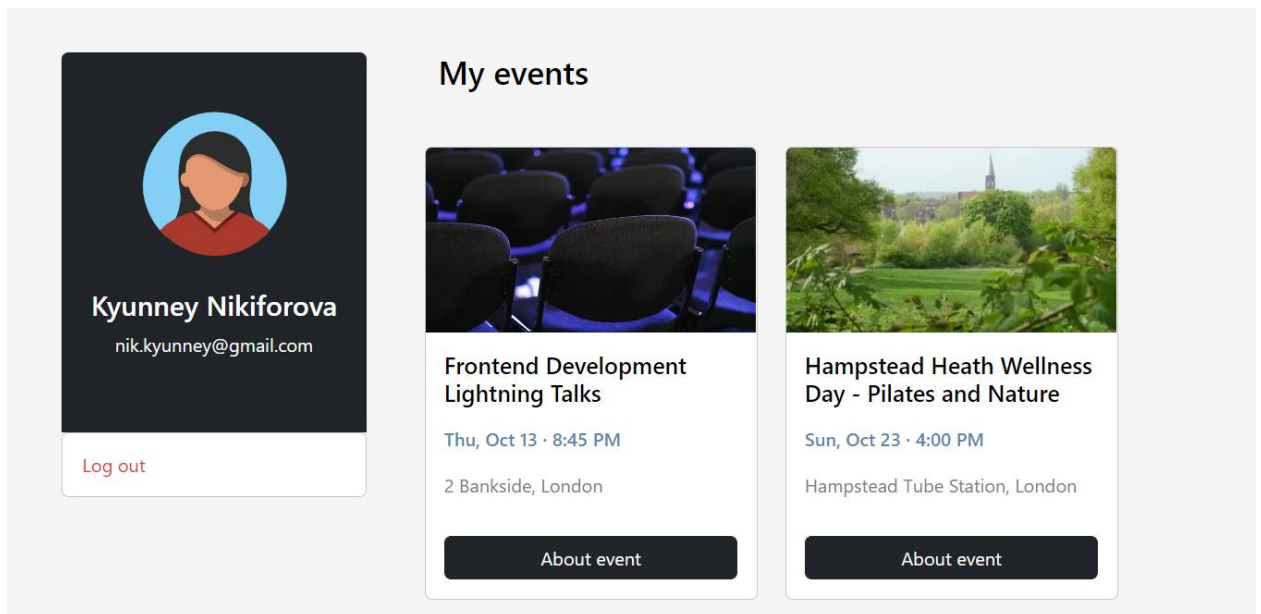 Kyunney Nikiforova
nik.kyunney@gmail.com
Log out
My events
Frontend Development
Lightning Talks
Thu, Oct 13 · 8:45 PM
2 Bankside, London
About event
Hampstead Heath Wellness
Day - Pilates and Nature
Sun, Oct 23 · 4:00 PM
Hampstead Tube Station, London
About event